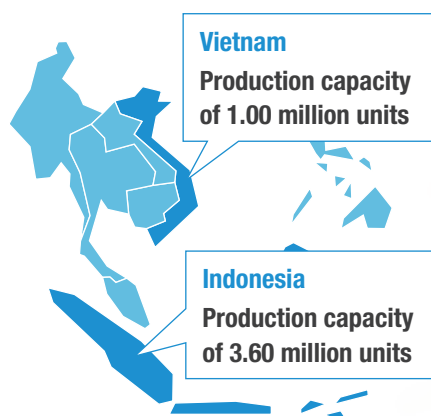 Vietnam
Production capacity
of 1.00 million units
Indonesia
Production capacity
of 3.60 million units